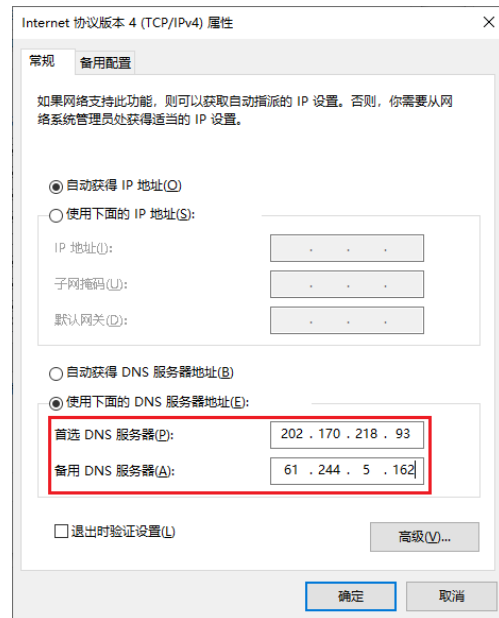 Internet 协议版本 4 (TCP/IPv4) 属性
常规
备用配置
如果网络支持此功能，则可以获取自动指派的 IP 设置。否则，你需要从网
络系统管理员处获得适当的 IP 设置。
自动获得 IP 地址(O)
使用下面的 IP 地址(S):
IP 地址(I):
子网掩码(U):
默认网关(D):
自动获得 DNS 服务器地址(B)
使用下面的 DNS 服务器地址(E):
首选 DNS 服务器(P): 202 . 170 . 218 . 93
备用 DNS 服务器(A): 61 . 244 . 5 . 162
退出时验证设置(L)
高级(V)...
确定 取消